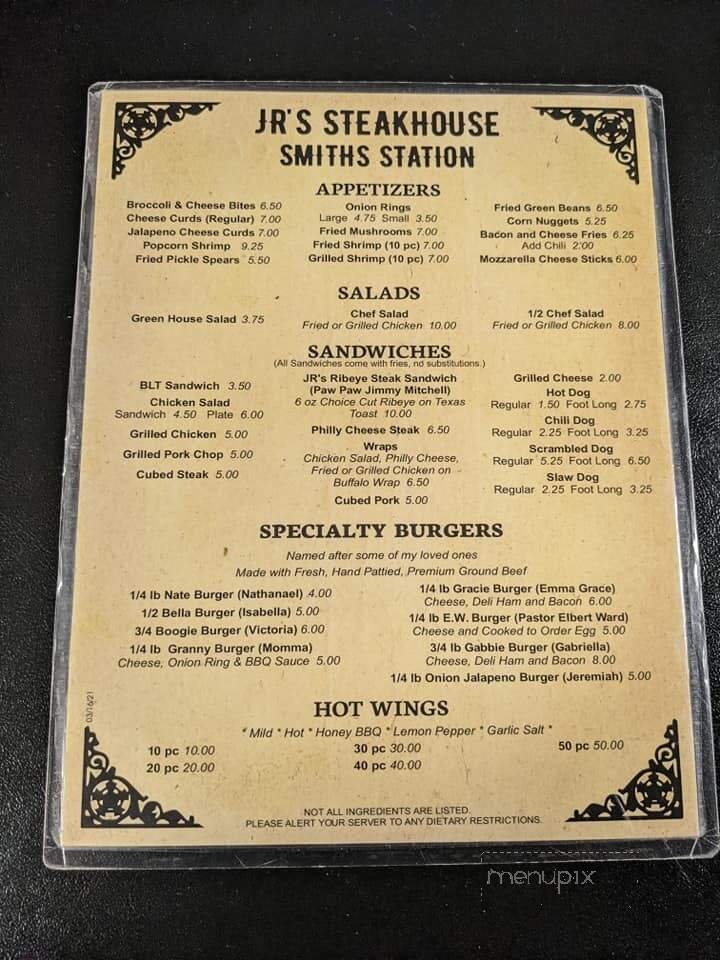 JR'S STEAKHOUSE
SMITHS STATION
APPETIZERS
Broccoli & Cheese Bites 6.50
Cheese Curds (Regular) 7.00
Jalapeno Cheese Curds 7.00
Popcorn Shrimp 9.25
Fried Pickle Spears 5.50
Onion Rings
Large 4.75 Small 3.50
Fried Mushrooms 7.00
Fried Shrimp (10 pc) 7.00
Grilled Shrimp (10 pc) 7.00
Fried Green Beans 6.50
Corn Nuggets 5.25
Bacon and Cheese Fries 6.25
Add Chili 2.00
Mozzarella Cheese Sticks 6.00
SALADS
Green House Salad 3.75
Chef Salad
Fried or Grilled Chicken 10.00
1/2 Chef Salad
Fried or Grilled Chicken 8.00
SANDWICHES
(All Sandwiches come with fries, no substitutions.)
BLT Sandwich 3.50
Chicken Salad
Sandwich 4.50 Plate 6.00
Grilled Chicken 5.00
Grilled Pork Chop 5.00
Cubed Steak 5.00
JR's Ribeye Steak Sandwich
(Paw Paw Jimmy Mitchell)
6 oz Choice Cut Ribeye on Texas
Toast 10.00
Philly Cheese Steak 6.50
Wraps
Chicken Salad, Philly Cheese,
Fried or Grilled Chicken on
Buffalo Wrap 6.50
Cubed Pork 5.00
Grilled Cheese 2.00
Hot Dog
Regular 1.50 Foot Long 2.75
Chili Dog
Regular 2.25 Foot Long 3.25
Scrambled Dog
Regular 5.25 Foot Long 6.50
Slaw Dog
Regular 2.25 Foot Long 3.25
SPECIALTY BURGERS
Named after some of my loved ones
Made with Fresh, Hand Pattied, Premium Ground Beef
1/4 lb Nate Burger (Nathanael) 4.00
1/2 Bella Burger (Isabella) 5.00
3/4 Boogie Burger (Victoria) 6.00
1/4 lb Granny Burger (Momma)
Cheese, Onion Ring & BBQ Sauce 5.00
1/4 lb Gracie Burger (Emma Grace)
Cheese, Deli Ham and Bacon 6.00
1/4 lb E.W. Burger (Pastor Elbert Ward)
Cheese and Cooked to Order Egg 5.00
3/4 lb Gabbie Burger (Gabriella)
Cheese, Deli Ham and Bacon 8.00
1/4 lb Onion Jalapeno Burger (Jeremiah) 5.00
03/16/21
HOT WINGS
* Mild * Hot * Honey BBQ * Lemon Pepper * Garlic Salt *
10 pc 10.00
20 pc 20.00
30 pc 30.00
40 pc 40.00
50 pc 50.00
NOT ALL INGREDIENTS ARE LISTED.
PLEASE ALERT YOUR SERVER TO ANY DIETARY RESTRICTIONS.
menupix